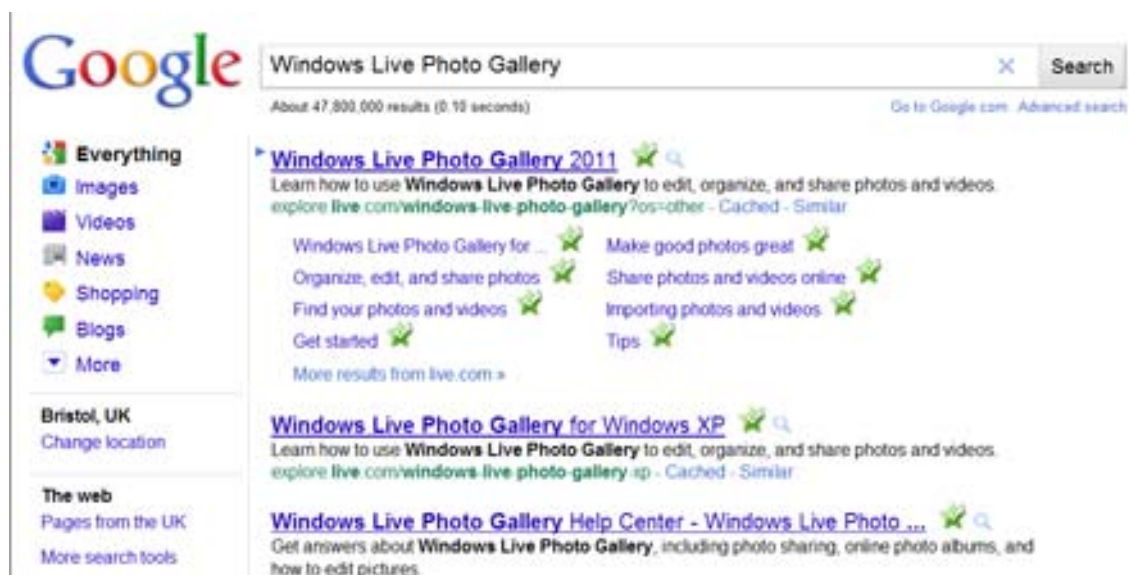 Google
Windows Live Photo Gallery
Search
About 47,800,000 results (0.10 seconds)
Go to Google.com Advanced search
Everything
Images
Videos
News
Shopping
Blogs
More
Bristol, UK
Change location
The web
Pages from the UK
More search tools
Windows Live Photo Gallery 2011
Learn how to use Windows Live Photo Gallery to edit, organize, and share photos and videos.
explore.live.com/windows-live-photo-gallery?os=other - Cached - Similar
Windows Live Photo Gallery for ...
Make good photos great
Organize, edit, and share photos
Share photos and videos online
Find your photos and videos
Importing photos and videos
Get started
Tips
More results from live.com »
Windows Live Photo Gallery for Windows XP
Learn how to use Windows Live Photo Gallery to edit, organize, and share photos and videos.
explore.live.com/windows-live-photo-gallery-xp - Cached - Similar
Windows Live Photo Gallery Help Center - Windows Live Photo ...
Get answers about Windows Live Photo Gallery, including photo sharing, online photo albums, and
how to edit pictures.